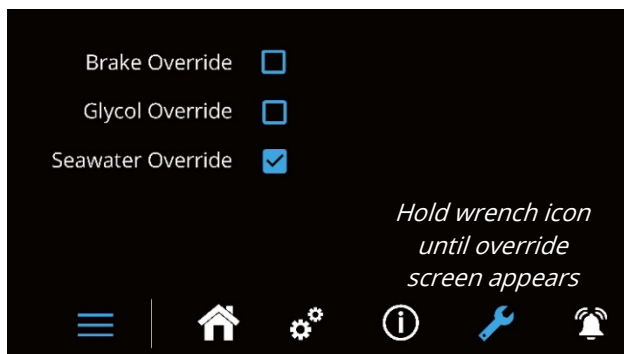 Brake Override
Glycol Override
Seawater Override
Hold wrench icon
until override
screen appears